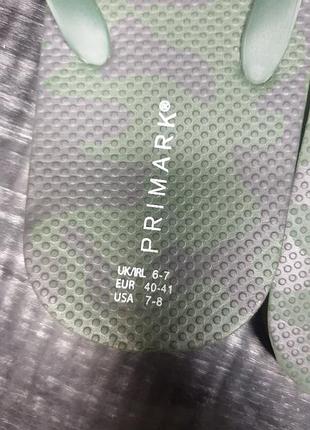 PRIMARK®
UK/IRL 6-7
EUR 40-41
USA 7-8